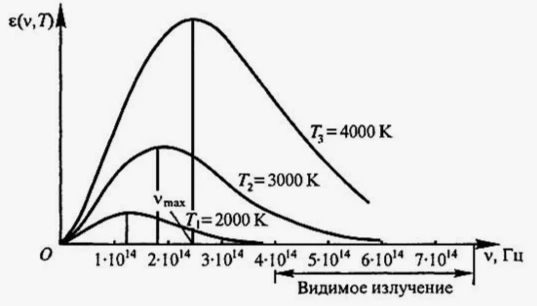 ε(ν,T)
T₃=4000 K
T₂=3000 K
νmax
T₁=2000 K
O
1·10¹⁴ 2·10¹⁴ 3·10¹⁴ 4·10¹⁴ 5·10¹⁴ 6·10¹⁴ 7·10¹⁴ ν, Гц
Видимое излучение